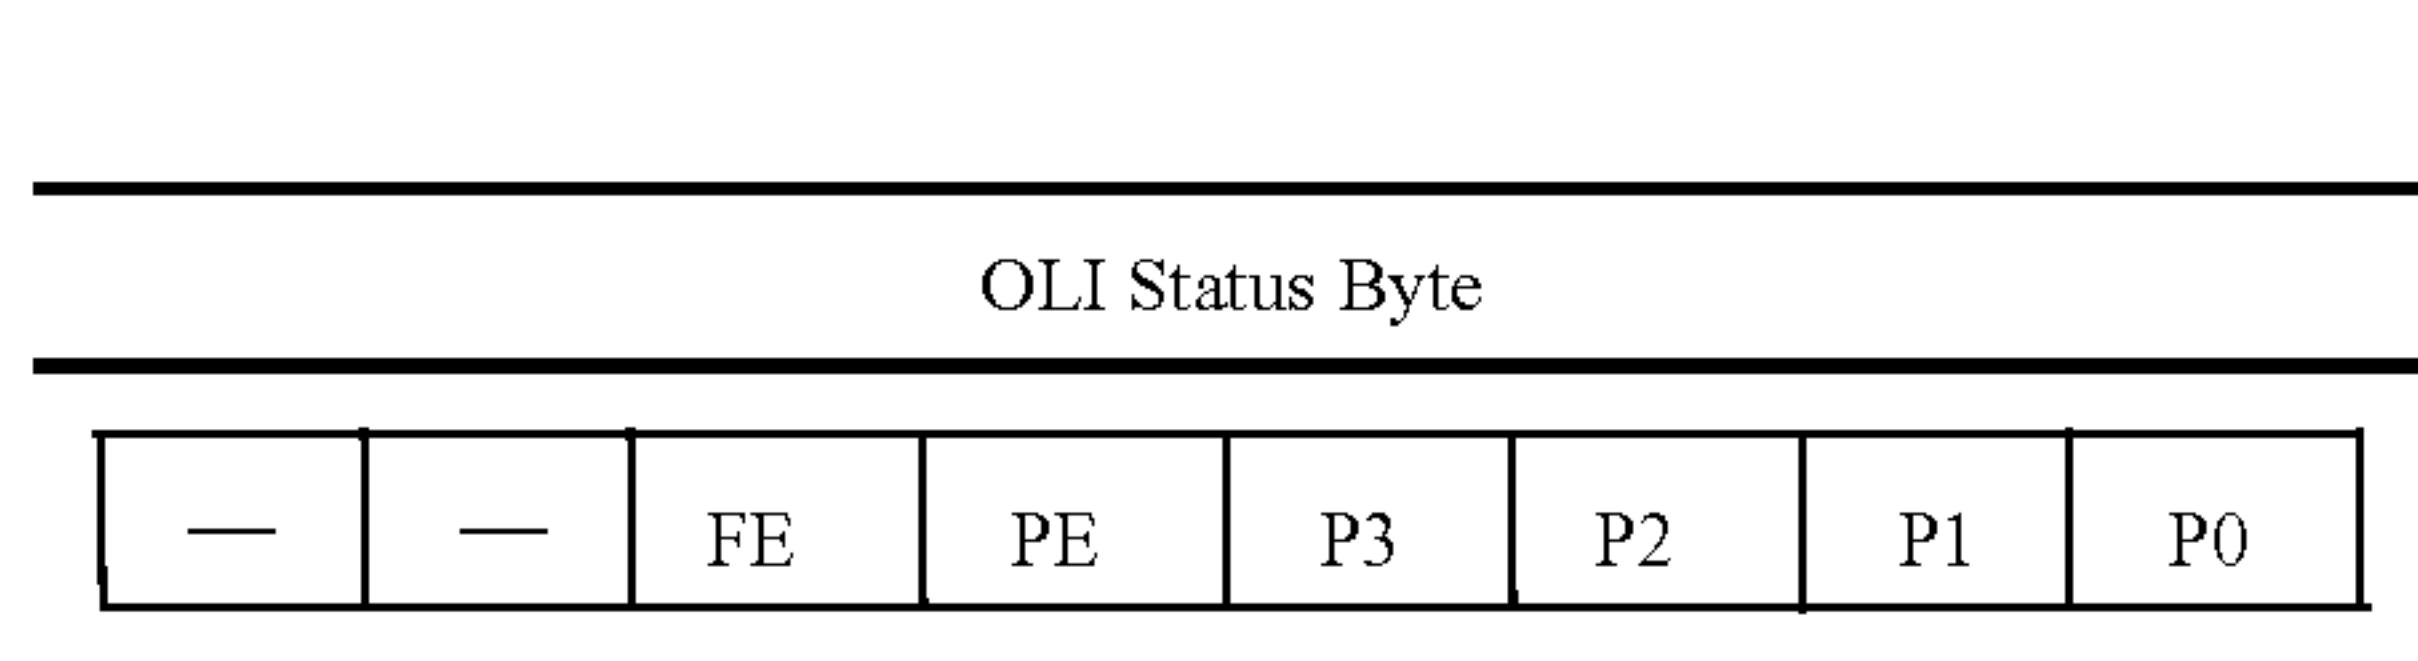 OLI Status Byte
— — FE PE P3 P2 P1 P0